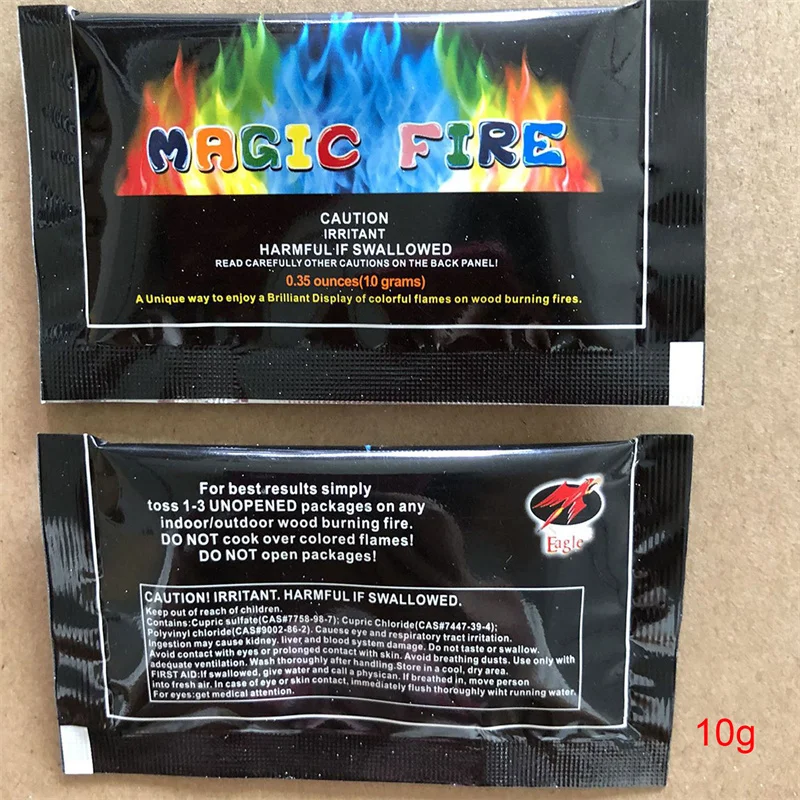 MAGIC FIRE
CAUTION
IRRITANT
HARMFUL IF SWALLOWED
READ CAREFULLY OTHER CAUTIONS ON THE BACK PANEL!
0.35 ounces(10 grams)
A Unique way to enjoy a Brilliant Display of colorful flames on wood burning fires.
For best results simply
toss 1-3 UNOPENED packages on any
indoor/outdoor wood burning fire.
DO NOT cook over colored flames!
DO NOT open packages!
Eagle
CAUTION! IRRITANT. HARMFUL IF SWALLOWED.
Keep out of reach of children.
Contains:Cupric sulfate(CAS#7758-98-7); Cupric Chloride(CAS#7447-39-4);
Polyvinyl chloride(CAS#9002-86-2). Cauese eye and respiratory tract irritation.
Ingestion may cause kidney. liver, and blood system damage. Do not taste or swallow.
Avoid contact with eyes or prolonged contact with skin. Avoid breathing dusts. Use only with
adequate ventilation. Wash thoroughly after handling.Store in a cool, dry area.
FIRST AID:If swallowed, give water and call a physican. If breathed in, move person
into fresh air. In case of eye or skin contact, immediately flush thoroughly wiht running water.
For eyes:get medical attention.
10g